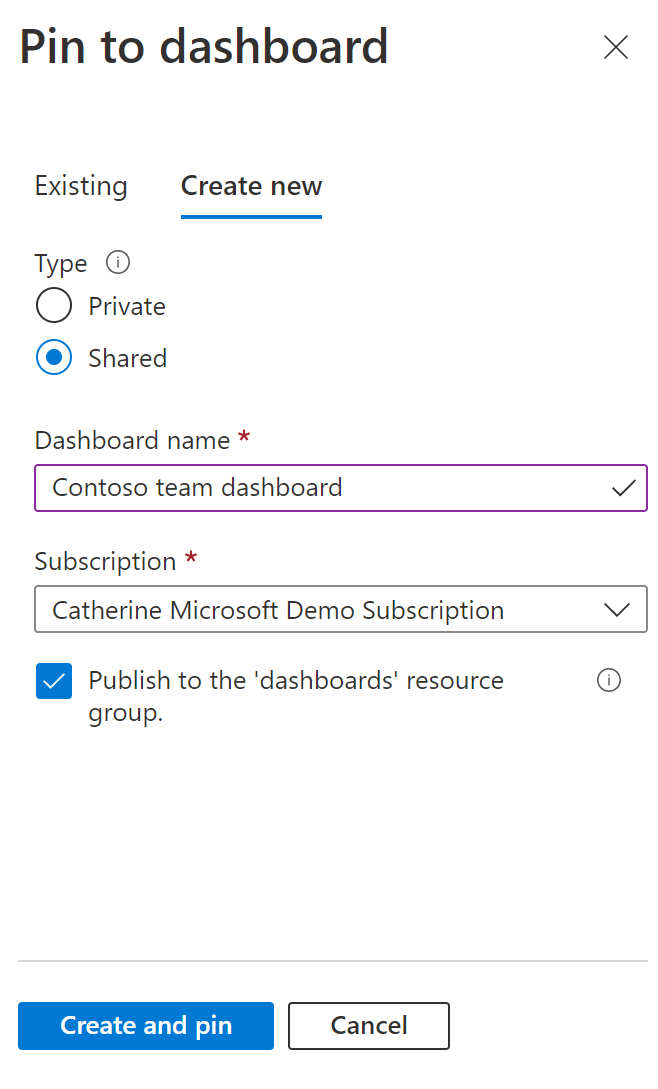 Pin to dashboard
Existing
Create new
Type
Private
Shared
Dashboard name *
Contoso team dashboard
Subscription *
Catherine Microsoft Demo Subscription
Publish to the 'dashboards' resource
group.
Create and pin
Cancel